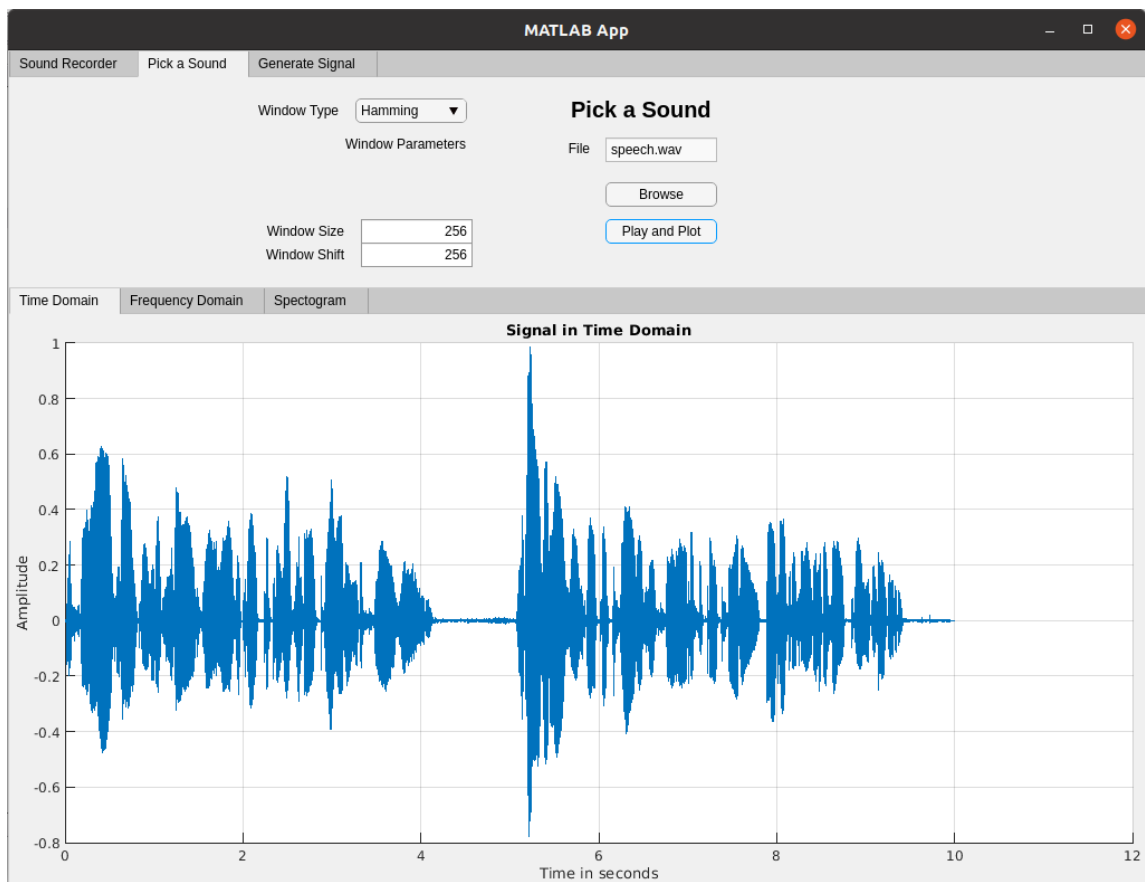 MATLAB App
Sound Recorder
Pick a Sound
Generate Signal
Window Type
Hamming
Window Parameters
Window Size
256
Window Shift
256
Pick a Sound
File
speech.wav
Browse
Play and Plot
Time Domain
Frequency Domain
Spectogram
Signal in Time Domain
Amplitude
1
0.8
0.6
0.4
0.2
0
-0.2
-0.4
-0.6
-0.8
0
2
4
6
8
10
12
Time in seconds